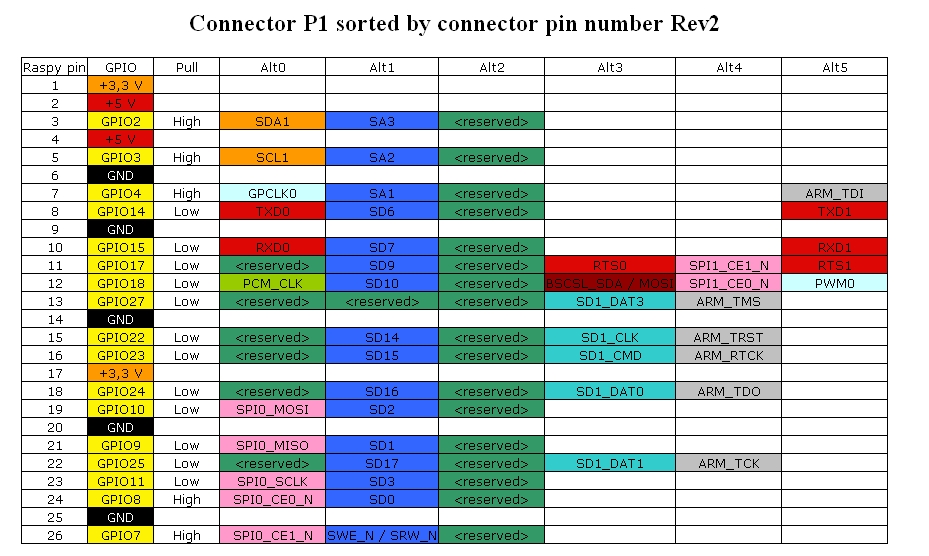 Connector P1 sorted by connector pin number Rev2
Raspy pin GPIO Pull Alt0 Alt1 Alt2 Alt3 Alt4 Alt5
1 +3,3 V
2 +5 V
3 GPIO2 High SDA1 SA3 <reserved>
4 +5 V
5 GPIO3 High SCL1 SA2 <reserved>
6 GND
7 GPIO4 High GPCLK0 SA1 <reserved> ARM_TDI
8 GPIO14 Low TXD0 SD6 <reserved> TXD1
9 GND
10 GPIO15 Low RXD0 SD7 <reserved> RXD1
11 GPIO17 Low <reserved> SD9 <reserved> RTS0 SPI1_CE1_N RTS1
12 GPIO18 Low PCM_CLK SD10 <reserved> BSCSL_SDA / MOSI SPI1_CE0_N PWM0
13 GPIO27 Low <reserved> <reserved> <reserved> SD1_DAT3 ARM_TMS
14 GND
15 GPIO22 Low <reserved> SD14 <reserved> SD1_CLK ARM_TRST
16 GPIO23 Low <reserved> SD15 <reserved> SD1_CMD ARM_RTCK
17 +3,3 V
18 GPIO24 Low <reserved> SD16 <reserved> SD1_DAT0 ARM_TDO
19 GPIO10 Low SPI0_MOSI SD2 <reserved>
20 GND
21 GPIO9 Low SPI0_MISO SD1 <reserved>
22 GPIO25 Low <reserved> SD17 <reserved> SD1_DAT1 ARM_TCK
23 GPIO11 Low SPI0_SCLK SD3 <reserved>
24 GPIO8 High SPI0_CE0_N SD0 <reserved>
25 GND
26 GPIO7 High SPI0_CE1_N SWE_N / SRW_N <reserved>